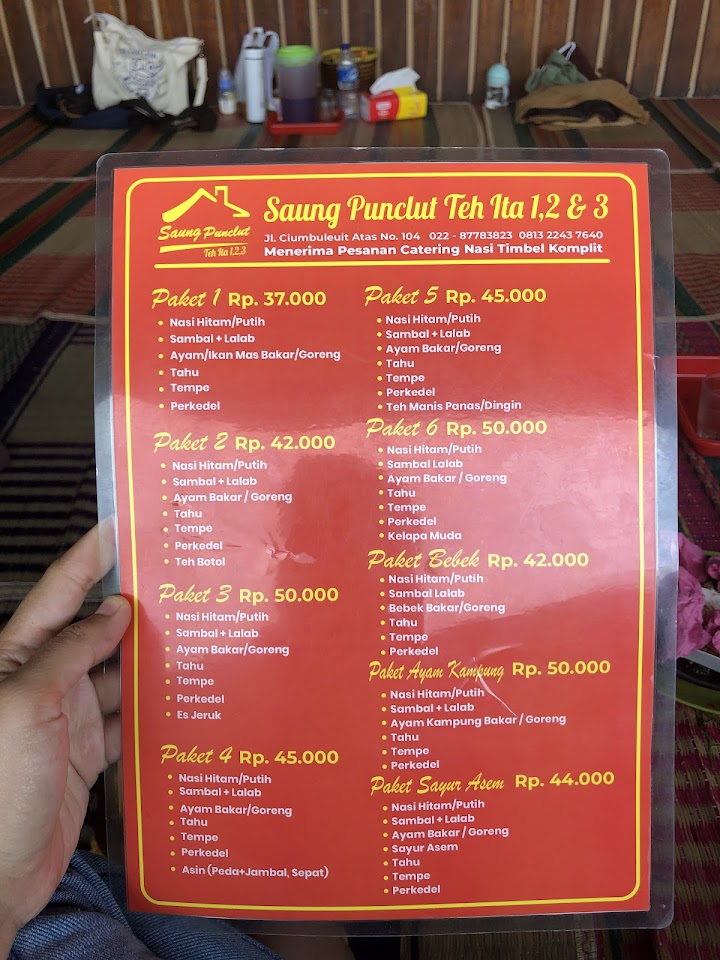 Saung Punclut
Teh Ita 1,2,3
Saung Punclut Teh Ita 1,2 & 3
Jl. Ciumbuleuit Atas No. 104 022 - 87783823 0813 2243 7640
Menerima Pesanan Catering Nasi Timbel Komplit
Paket 1 Rp. 37.000
• Nasi Hitam/Putih
• Sambal + Lalab
• Ayam/Ikan Mas Bakar/Goreng
• Tahu
• Tempe
• Perkedel
Paket 2 Rp. 42.000
• Nasi Hitam/Putih
• Sambal + Lalab
• Ayam Bakar / Goreng
• Tahu
• Tempe
• Perkedel
• Teh Botol
Paket 3 Rp. 50.000
• Nasi Hitam/Putih
• Sambal + Lalab
• Ayam Bakar/Goreng
• Tahu
• Tempe
• Perkedel
• Es Jeruk
Paket 4 Rp. 45.000
• Nasi Hitam/Putih
• Sambal + Lalab
• Ayam Bakar/Goreng
• Tahu
• Tempe
• Perkedel
• Asin (Peda+Jambal, Sepat)
Paket 5 Rp. 45.000
• Nasi Hitam/Putih
• Sambal + Lalab
• Ayam Bakar/Goreng
• Tahu
• Tempe
• Perkedel
• Teh Manis Panas/Dingin
Paket 6 Rp. 50.000
• Nasi Hitam/Putih
• Sambal Lalab
• Ayam Bakar / Goreng
• Tahu
• Tempe
• Perkedel
• Kelapa Muda
Paket Bebek Rp. 42.000
• Nasi Hitam/Putih
• Sambal Lalab
• Bebek Bakar/Goreng
• Tahu
• Tempe
• Perkedel
Paket Ayam Kampung Rp. 50.000
• Nasi Hitam/Putih
• Sambal + Lalab
• Ayam Kampung Bakar / Goreng
• Tahu
• Tempe
• Perkedel
Paket Sayur Asem Rp. 44.000
• Nasi Hitam/Putih
• Sambal + Lalab
• Ayam Bakar / Goreng
• Sayur Asem
• Tahu
• Tempe
• Perkedel